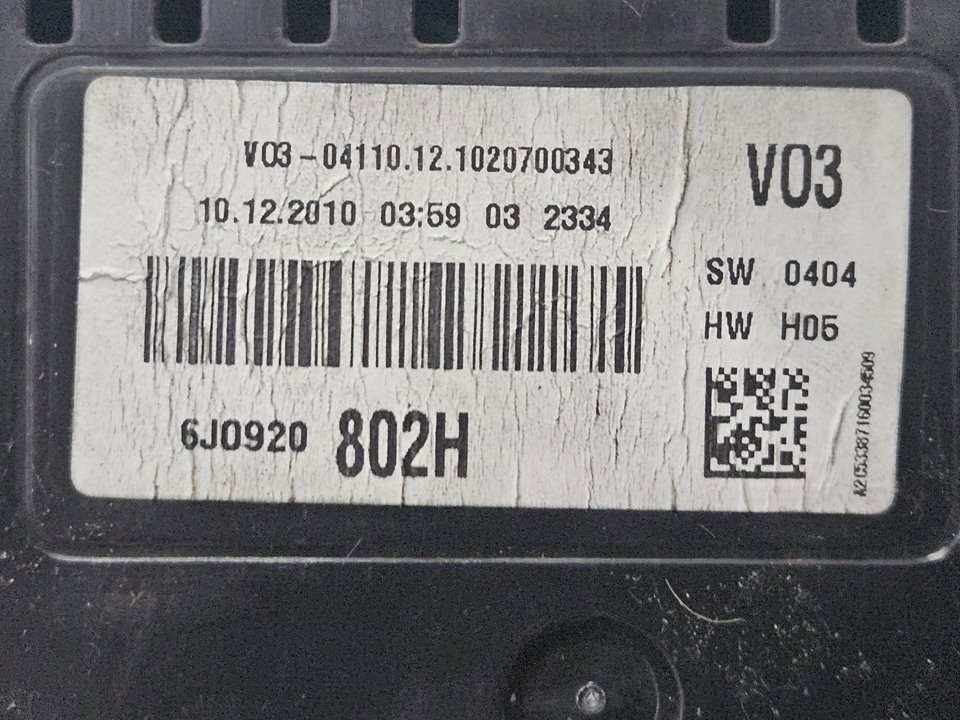 V03-04110.12.1020700343
10.12.2010 03:59 03 2334
V03
SW 0404
HW H05
6J0920 802H
A2C53387160034509